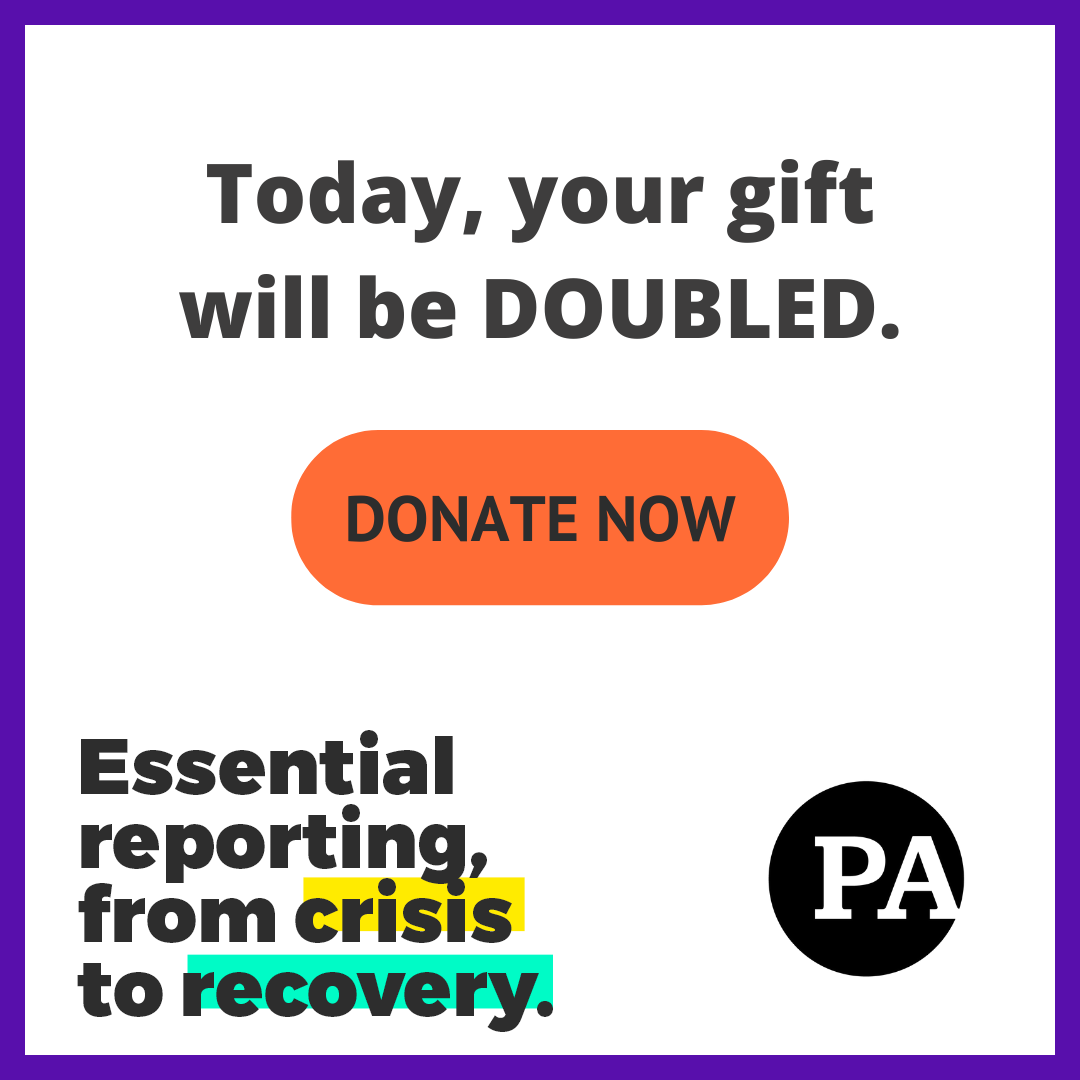 Today, your gift
will be DOUBLED.
DONATE NOW
Essential
reporting,
from crisis
to recovery.
PA